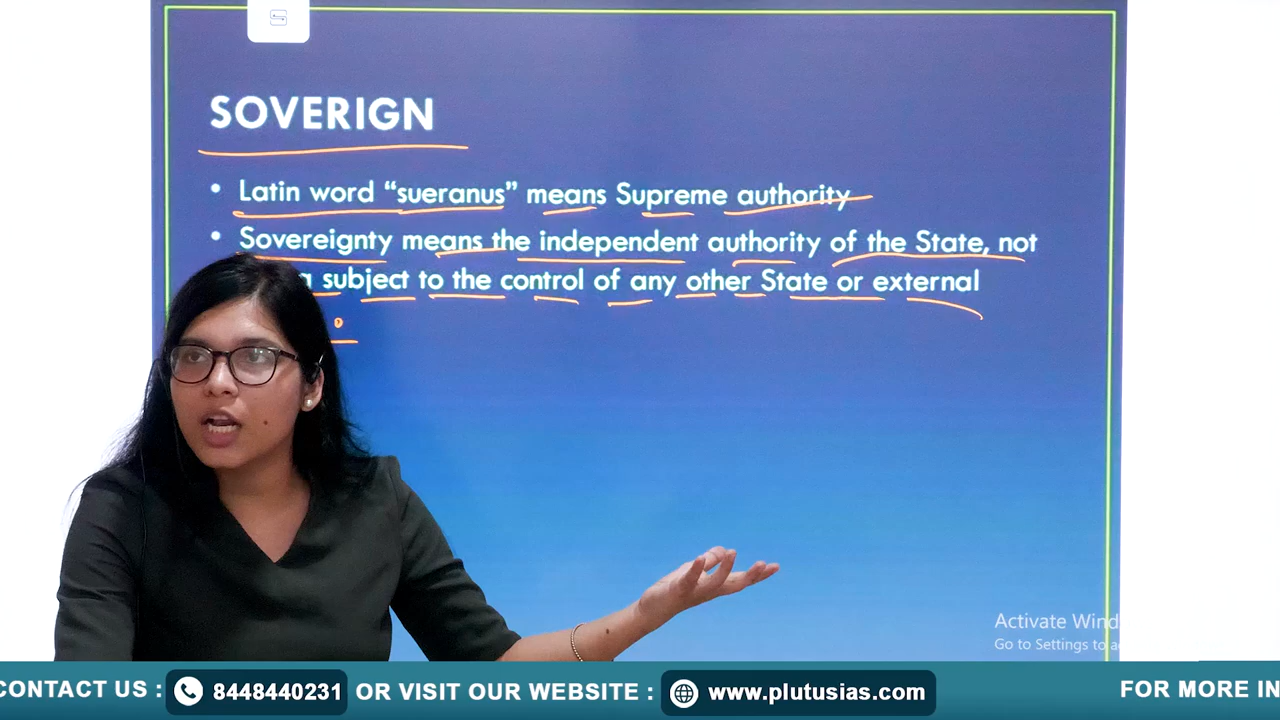 SOVERIGN
• Latin word “sueranus” means Supreme authority
• Sovereignty means the independent authority of the State, not
subject to the control of any other State or external
Activate Wind
Go to Settings to a
CONTACT US : 8448440231 OR VISIT OUR WEBSITE : www.plutusias.com FOR MORE IN